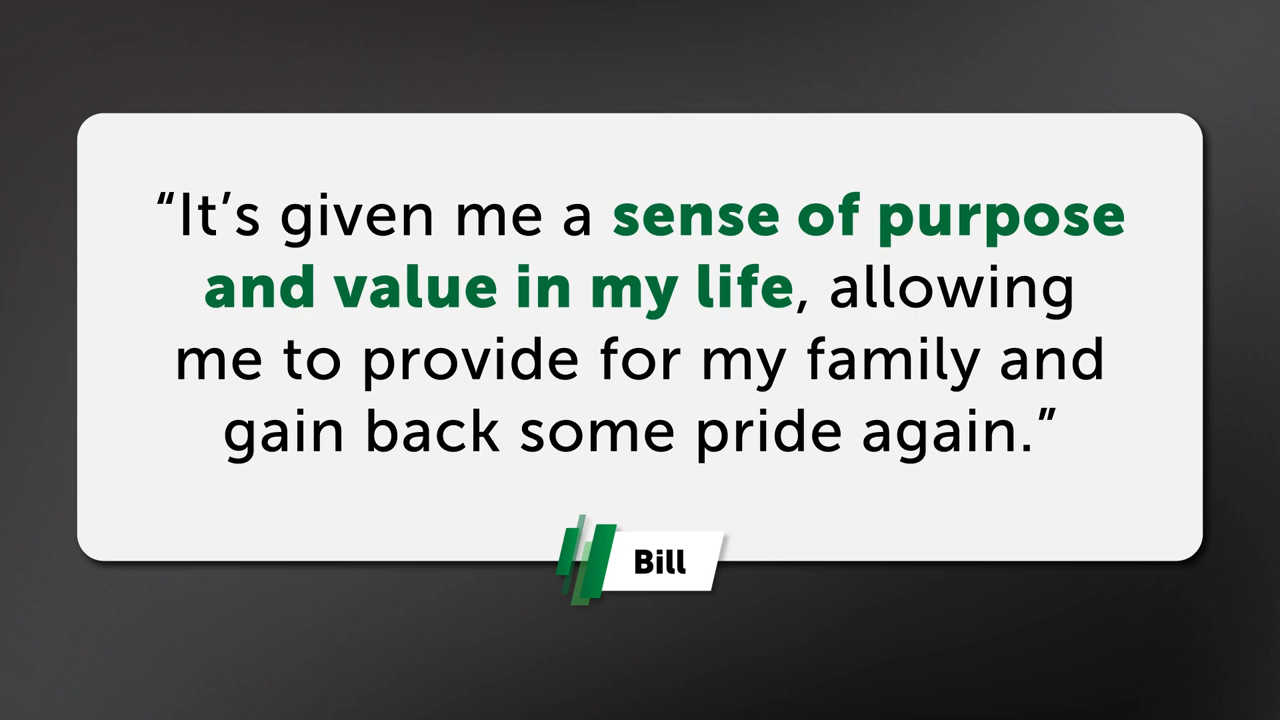 “It’s given me a sense of purpose
and value in my life, allowing
me to provide for my family and
gain back some pride again.”
Bill